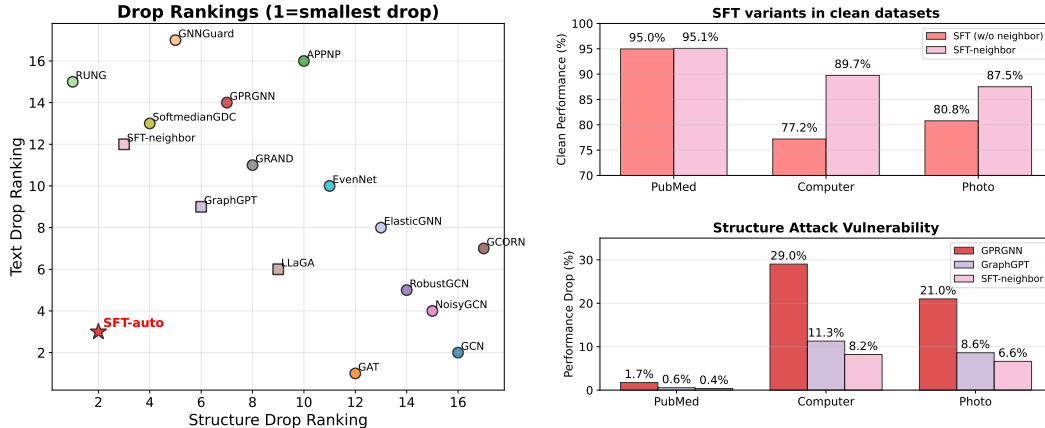 Drop Rankings (1=smallest drop)
Text Drop Ranking
16
14
12
10
8
6
4
2
GNNGuard
APPNP
RUNG
GPRGNN
SoftmedianGDC
SFT-neighbor
GRAND
EvenNet
GraphGPT
ElasticGNN
GCORN
LLaGA
RobustGCN
NoisyGCN
SFT-auto
GCN
GAT
2 4 6 8 10 12 14 16
Structure Drop Ranking
SFT variants in clean datasets
Clean Performance (%)
100
95
90
85
80
75
70
SFT (w/o neighbor)
SFT-neighbor
95.0% 95.1%
77.2% 89.7%
80.8% 87.5%
PubMed Computer Photo
Structure Attack Vulnerability
Performance Drop (%)
30
20
10
0
GPRGNN
GraphGPT
SFT-neighbor
1.7% 0.6% 0.4%
29.0% 11.3% 8.2%
21.0% 8.6% 6.6%
PubMed Computer Photo